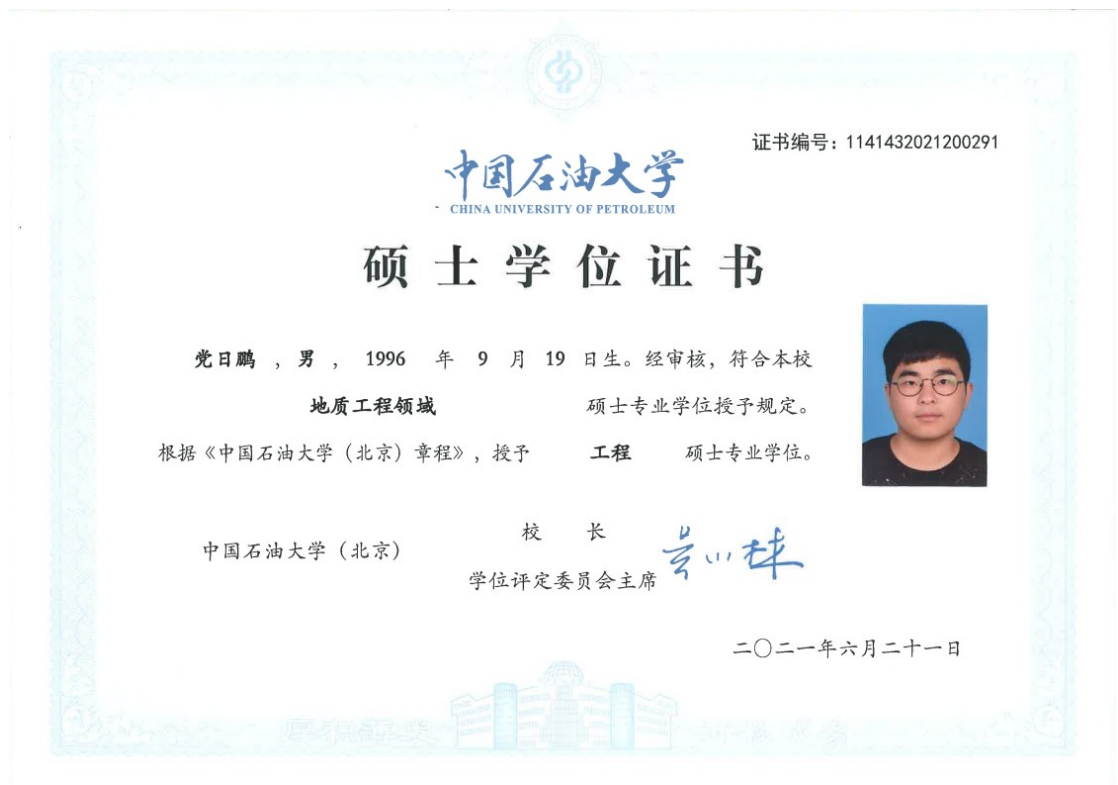 证书编号：1141432021200291
中国石油大学
CHINA UNIVERSITY OF PETROLEUM
硕士学位证书
党日鹏 ，男 ， 1996 年 9 月 19 日生。经审核，符合本校
地质工程领域 硕士专业学位授予规定。
根据《中国石油大学（北京）章程》，授予 工程 硕士专业学位。
校 长
中国石油大学（北京）
学位评定委员会主席
二〇二一年六月二十一日